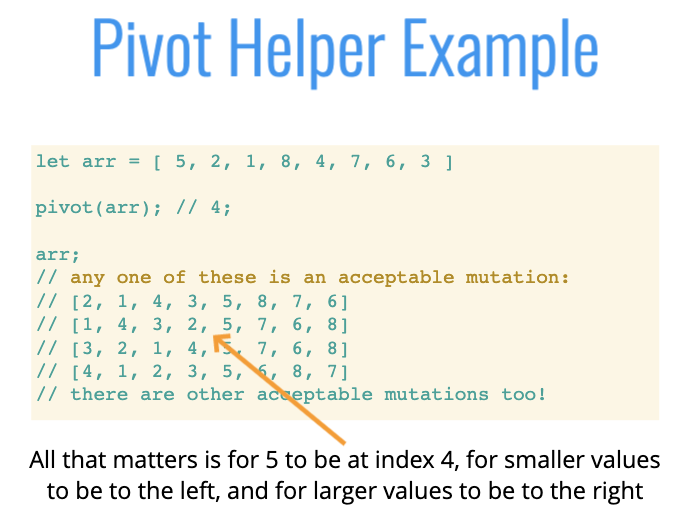 Pivot Helper Example
let arr = [ 5, 2, 1, 8, 4, 7, 6, 3 ]
pivot(arr); // 4;
arr;
// any one of these is an acceptable mutation:
// [2, 1, 4, 3, 5, 8, 7, 6]
// [1, 4, 3, 2, 5, 7, 6, 8]
// [3, 2, 1, 4, 5, 7, 6, 8]
// [4, 1, 2, 3, 5, 6, 8, 7]
// there are other acceptable mutations too!
All that matters is for 5 to be at index 4, for smaller values
to be to the left, and for larger values to be to the right